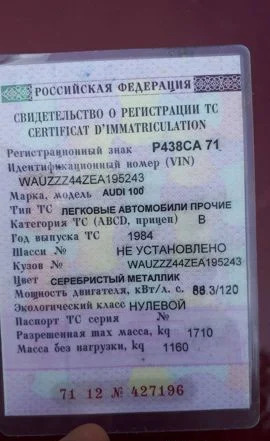 РОССИЙСКАЯ ФЕДЕРАЦИЯ
СВИДЕТЕЛЬСТВО О РЕГИСТРАЦИИ ТС
CERTIFICAT D'IMMATRICULATION
Регистрационный знак Р438СА 71
Идентификационный номер (VIN)
WAUZZZ44ZEA195243
Марка, модель AUDI 100
Тип ТС ЛЕГКОВЫЕ АВТОМОБИЛИ ПРОЧИЕ
Категория ТС (ABCD, прицеп) B
Год выпуска ТС 1984
Шасси № НЕ УСТАНОВЛЕНО
Кузов № WAUZZZ44ZEA195243
Цвет СЕРЕБРИСТЫЙ МЕТАЛЛИК
Мощность двигателя, кВт/л. с. 88.3/120
Экологический класс НУЛЕВОЙ
Паспорт ТС серия №
Разрешенная max масса, kg 1710
Масса без нагрузки, kg 1160
71 12 № 427196